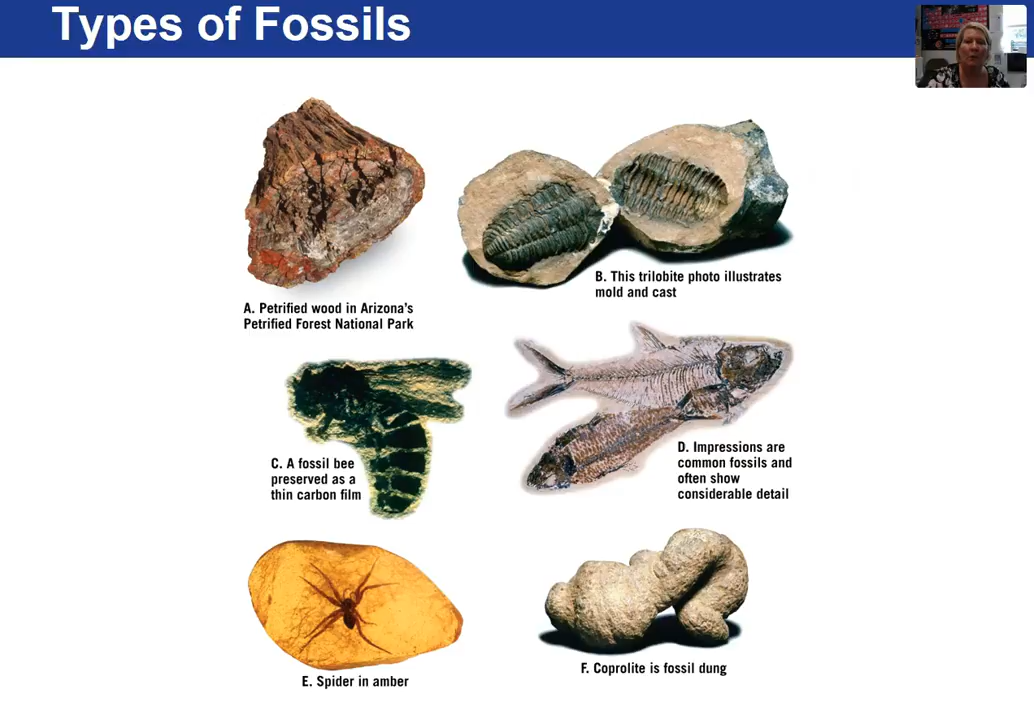 Types of Fossils
A. Petrified wood in Arizona's
Petrified Forest National Park
B. This trilobite photo illustrates
mold and cast
C. A fossil bee
preserved as a
thin carbon film
D. Impressions are
common fossils and
often show
considerable detail
E. Spider in amber
F. Coprolite is fossil dung